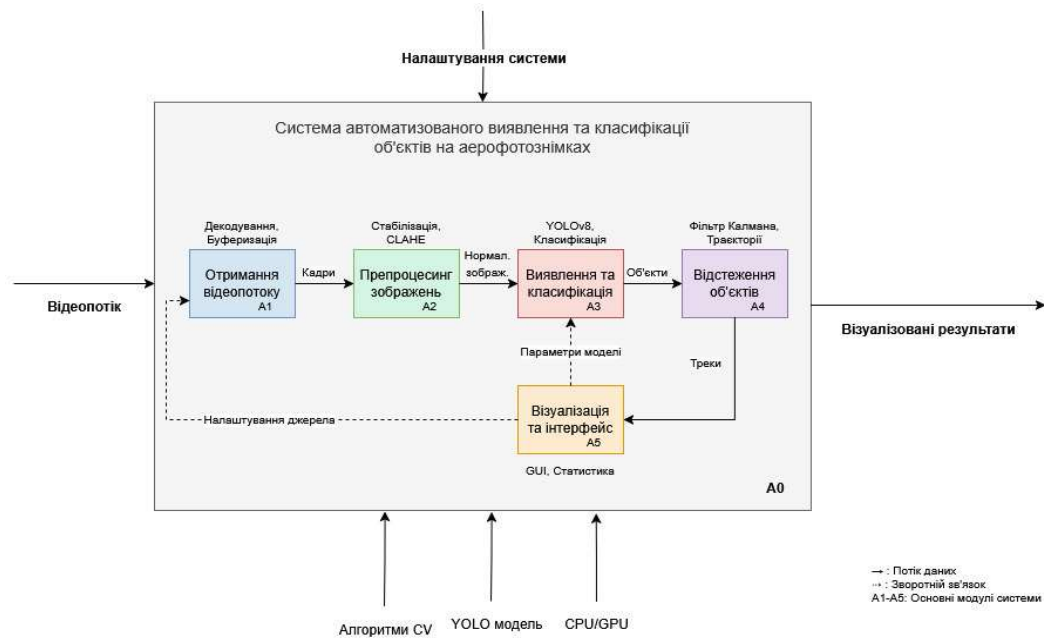 Налаштування системи
Система автоматизованого виявлення та класифікації
об'єктів на аерофотознімках
Декодування,
Буферизація
Стабілізація,
CLAHE
YOLOv8,
Класифікація
Фільтр Калмана,
Траєкторії
Отримання
відеопотоку
A1
Кадри
Препроцесинг
зображень
A2
Нормал.
зображ.
Виявлення та
класифікація
A3
Об'єкти
Відстеження
об'єктів
A4
Відеопотік
Візуалізовані результати
Параметри моделі
Треки
Візуалізація
та інтерфейс
A5
Налаштування джерела
GUI, Статистика
A0
→ : Потік даних
⇢ : Зворотній зв'язок
A1-A5: Основні модулі системи
Алгоритми CV
YOLO модель
CPU/GPU